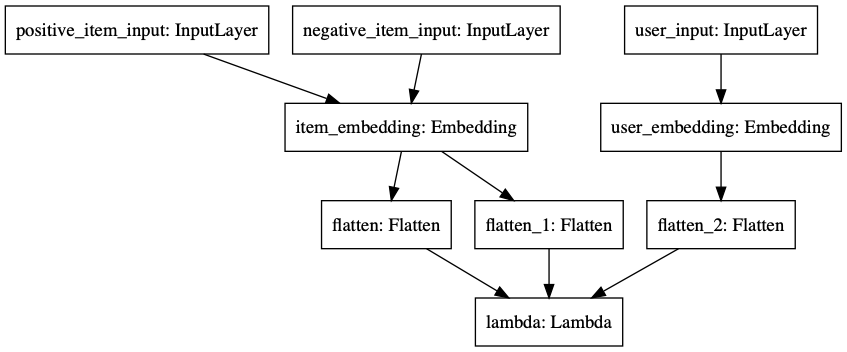 positive_item_input: InputLayer
negative_item_input: InputLayer
user_input: InputLayer
item_embedding: Embedding
user_embedding: Embedding
flatten: Flatten
flatten_1: Flatten
flatten_2: Flatten
lambda: Lambda